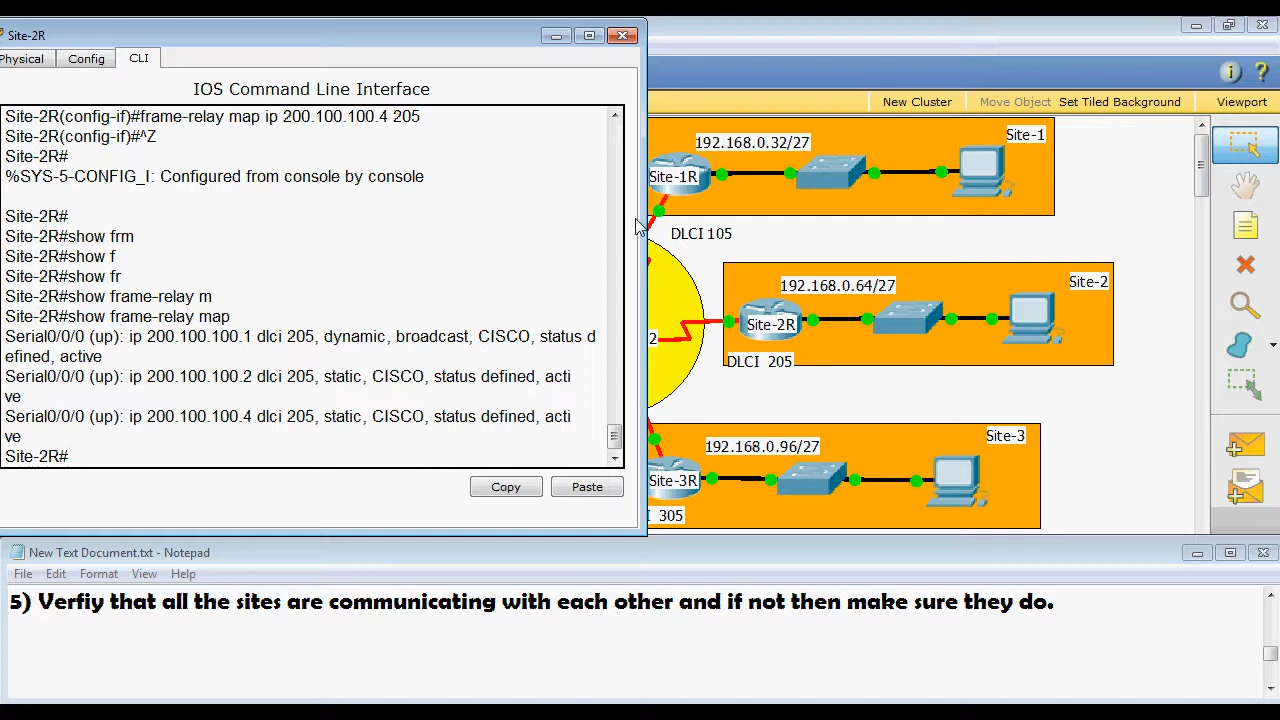 Site-2R
Physical
Config
CLI
IOS Command Line Interface
Site-2R(config-if)#frame-relay map ip 200.100.100.4 205
Site-2R(config-if)#^Z
Site-2R#
%SYS-5-CONFIG_I: Configured from console by console
Site-2R#
Site-2R#show frm
Site-2R#show f
Site-2R#show fr
Site-2R#show frame-relay m
Site-2R#show frame-relay map
Serial0/0/0 (up): ip 200.100.100.1 dlci 205, dynamic, broadcast, CISCO, status d
efined, active
Serial0/0/0 (up): ip 200.100.100.2 dlci 205, static, CISCO, status defined, acti
ve
Serial0/0/0 (up): ip 200.100.100.4 dlci 205, static, CISCO, status defined, acti
ve
Site-2R#
Copy
Paste
New Cluster
Move Object
Set Tiled Background
Viewport
192.168.0.32/27
Site-1
Site-1R
DLCI 105
192.168.0.64/27
Site-2
2
Site-2R
DLCI 205
192.168.0.96/27
Site-3
Site-3R
I 305
New Text Document.txt - Notepad
File Edit Format View Help
5) Verfiy that all the sites are communicating with each other and if not then make sure they do.